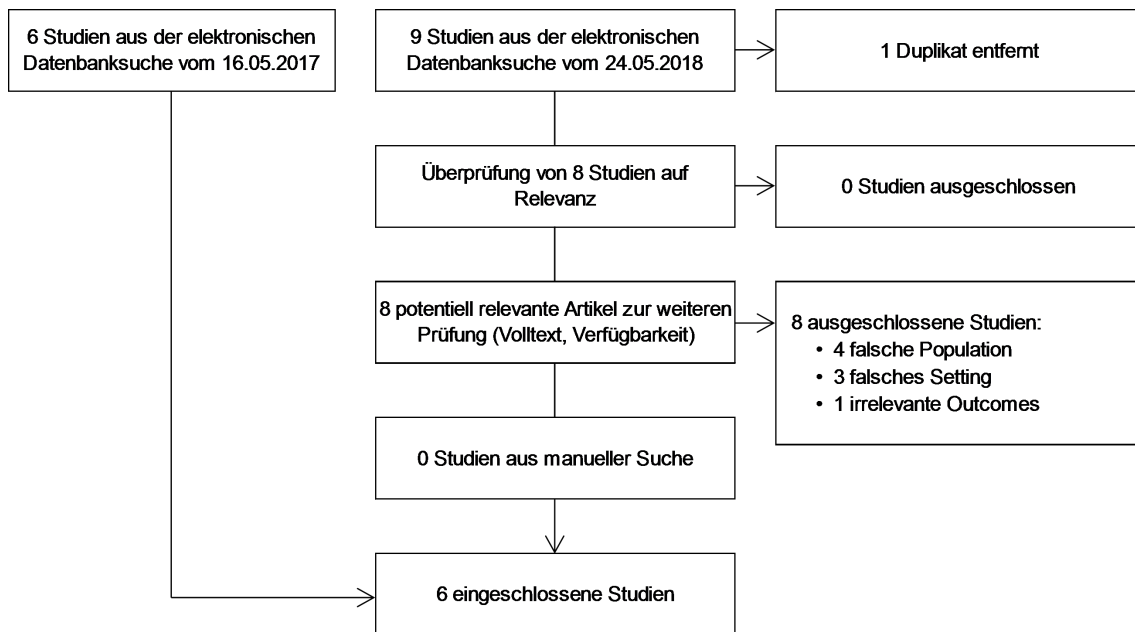 6 Studien aus der elektronischen
Datenbanksuche vom 16.05.2017
9 Studien aus der elektronischen
Datenbanksuche vom 24.05.2018
1 Duplikat entfernt
Überprüfung von 8 Studien auf
Relevanz
0 Studien ausgeschlossen
8 potentiell relevante Artikel zur weiteren
Prüfung (Volltext, Verfügbarkeit)
8 ausgeschlossene Studien:
• 4 falsche Population
• 3 falsches Setting
• 1 irrelevante Outcomes
0 Studien aus manueller Suche
6 eingeschlossene Studien